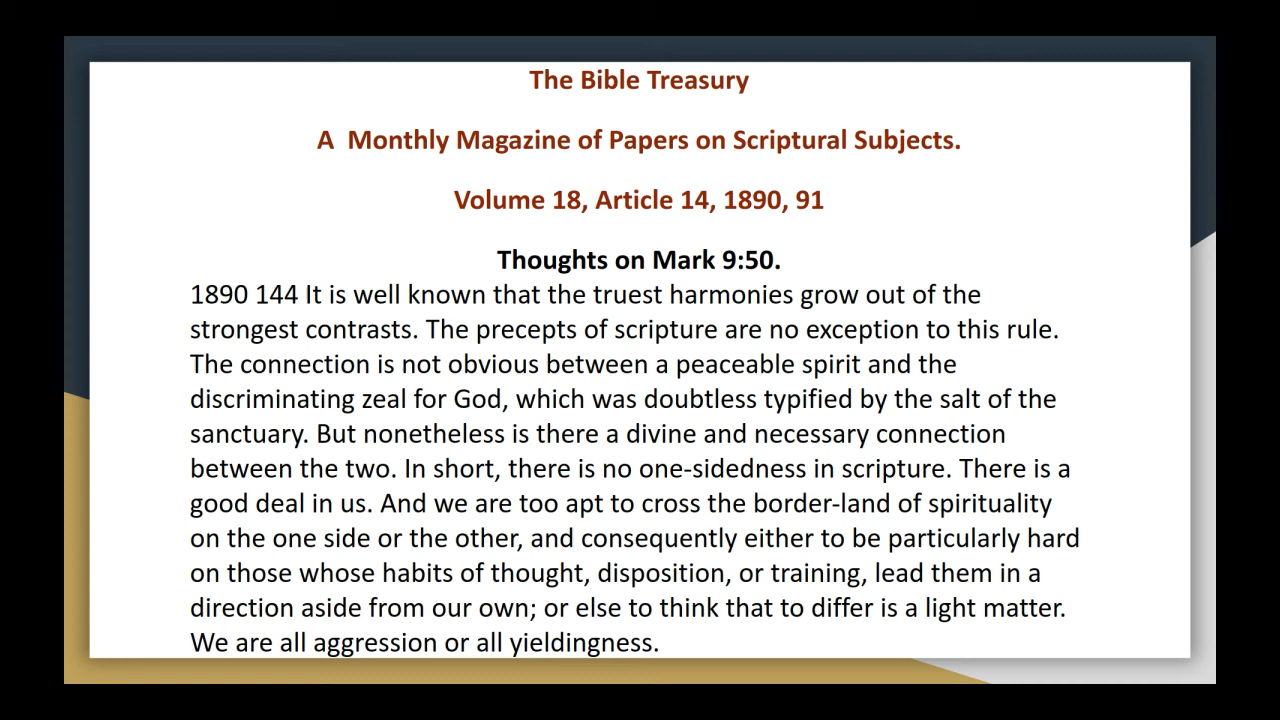 The Bible Treasury
A  Monthly Magazine of Papers on Scriptural Subjects.
Volume 18, Article 14, 1890, 91
Thoughts on Mark 9:50.
1890 144 It is well known that the truest harmonies grow out of the
strongest contrasts. The precepts of scripture are no exception to this rule.
The connection is not obvious between a peaceable spirit and the
discriminating zeal for God, which was doubtless typified by the salt of the
sanctuary. But nonetheless is there a divine and necessary connection
between the two. In short, there is no one-sidedness in scripture. There is a
good deal in us. And we are too apt to cross the border-land of spirituality
on the one side or the other, and consequently either to be particularly hard
on those whose habits of thought, disposition, or training, lead them in a
direction aside from our own; or else to think that to differ is a light matter.
We are all aggression or all yieldingness.